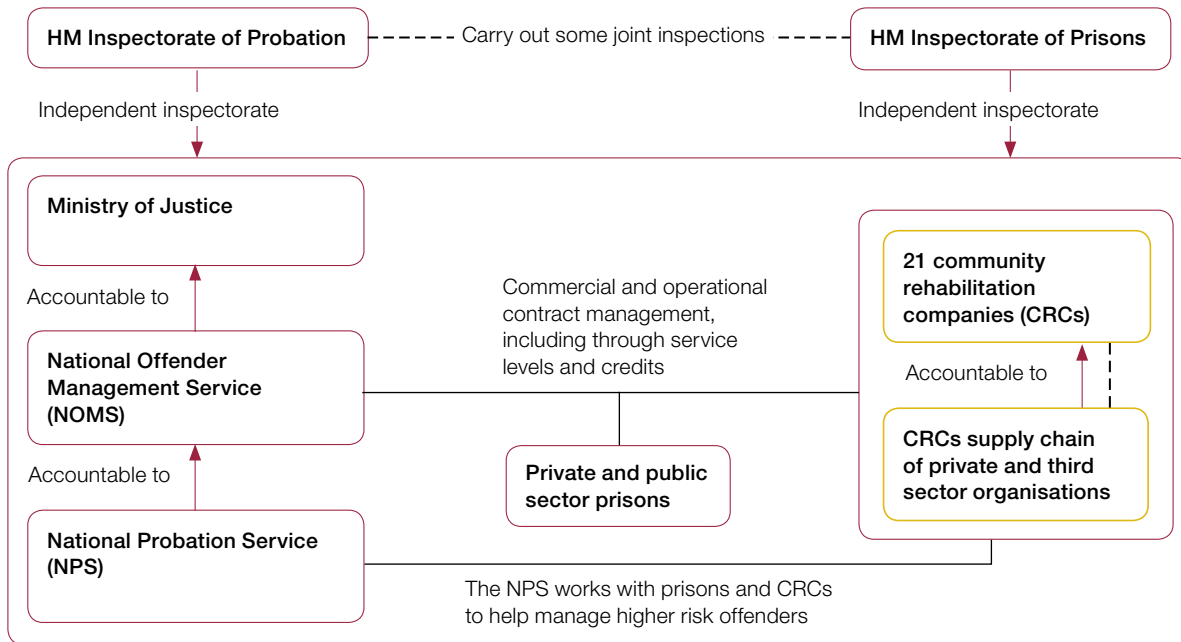 HM Inspectorate of Probation
Carry out some joint inspections
HM Inspectorate of Prisons
Independent inspectorate
Independent inspectorate
Ministry of Justice
Accountable to
National Offender
Management Service
(NOMS)
Accountable to
National Probation Service
(NPS)
Commercial and operational
contract management,
including through service
levels and credits
Private and public
sector prisons
21 community
rehabilitation
companies (CRCs)
Accountable to
CRCs supply chain
of private and third
sector organisations
The NPS works with prisons and CRCs
to help manage higher risk offenders